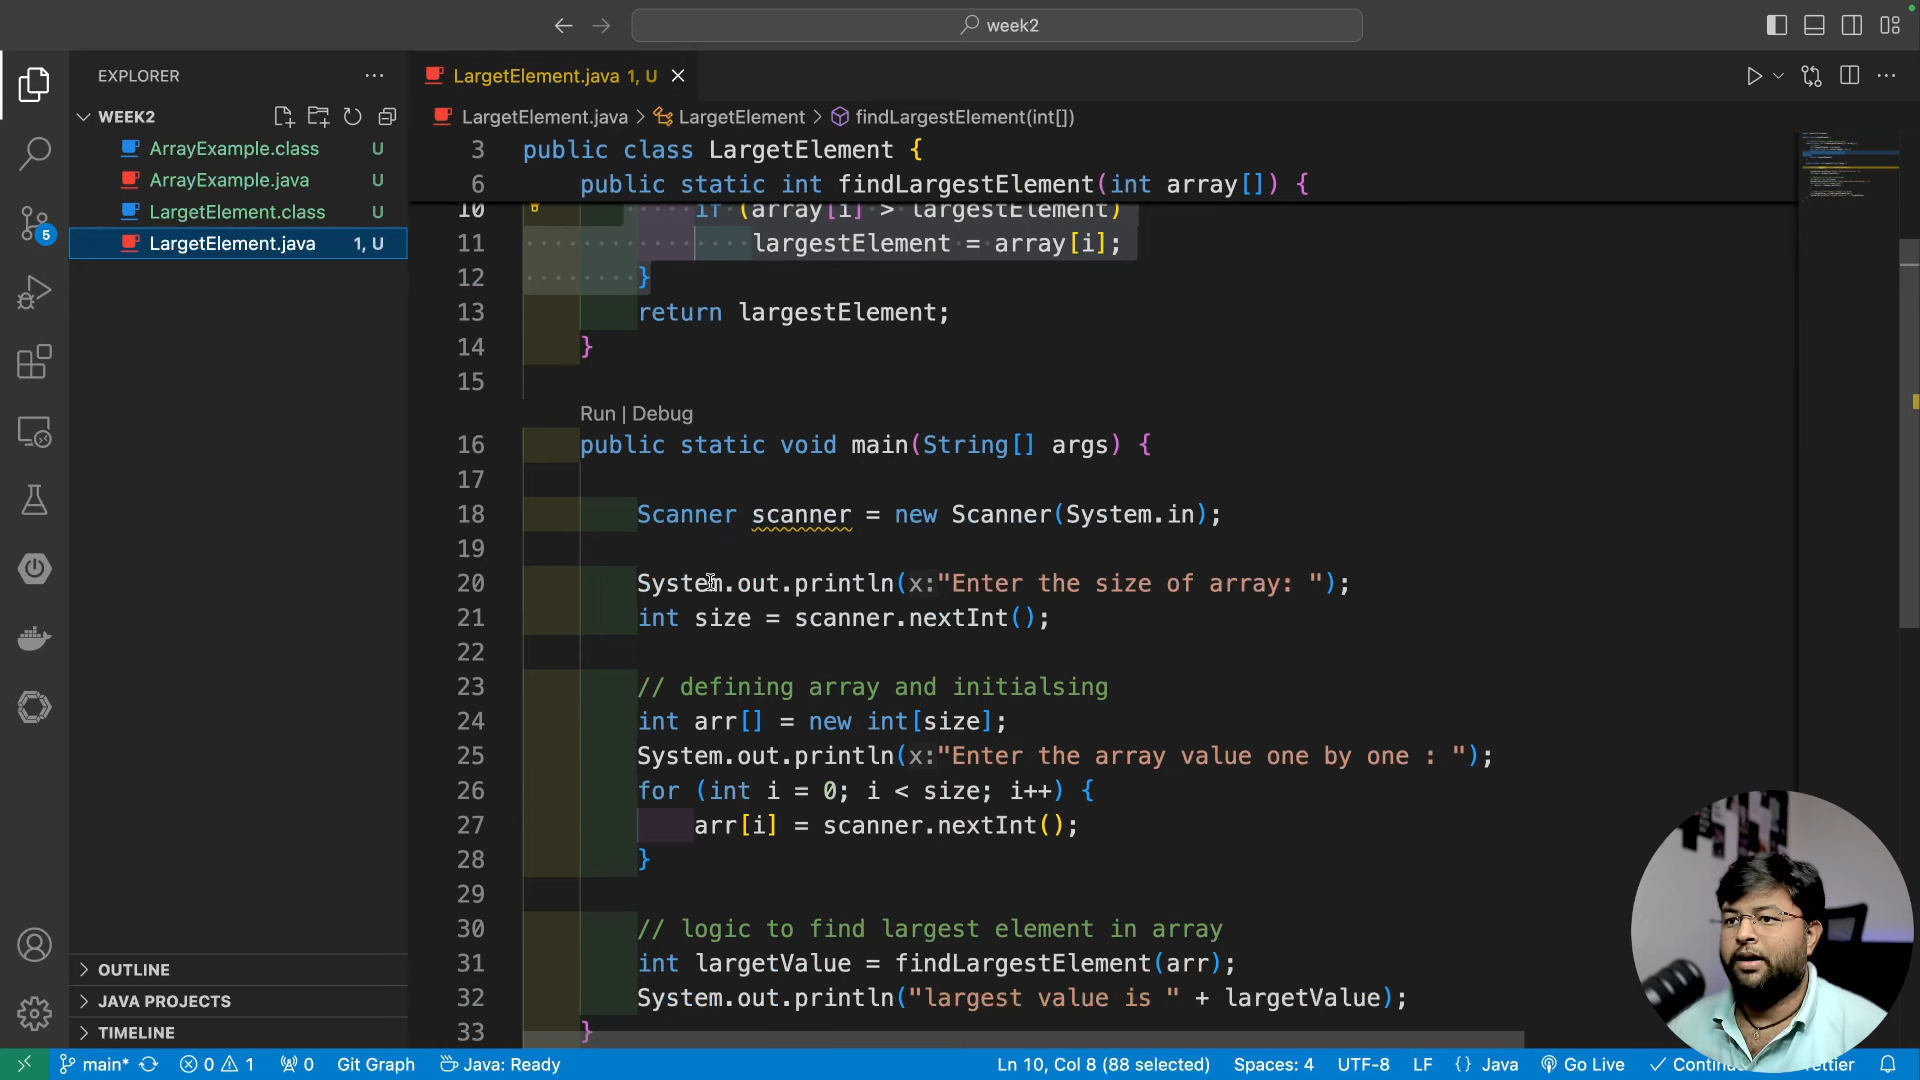 week2
EXPLORER
WEEK2
ArrayExample.class U
ArrayExample.java U
LargetElement.class U
LargetElement.java 1, U
OUTLINE
JAVA PROJECTS
TIMELINE
5
LargetElement.java 1, U
LargetElement.java > LargetElement > findLargestElement(int[])
3 public class LargetElement {
6 public static int findLargestElement(int array[]) {
10 if (array[i] > largestElement)
11 largestElement = array[i];
12 }
13 return largestElement;
14 }
15
Run | Debug
16 public static void main(String[] args) {
17
18 Scanner scanner = new Scanner(System.in);
19
20 System.out.println(x:"Enter the size of array: ");
21 int size = scanner.nextInt();
22
23 // defining array and initialsing
24 int arr[] = new int[size];
25 System.out.println(x:"Enter the array value one by one : ");
26 for (int i = 0; i < size; i++) {
27 arr[i] = scanner.nextInt();
28 }
29
30 // logic to find largest element in array
31 int largetValue = findLargestElement(arr);
32 System.out.println("largest value is " + largetValue);
33 }
main* 0 1 0 Git Graph Java: Ready Ln 10, Col 8 (88 selected) Spaces: 4 UTF-8 LF {} Java Go Live